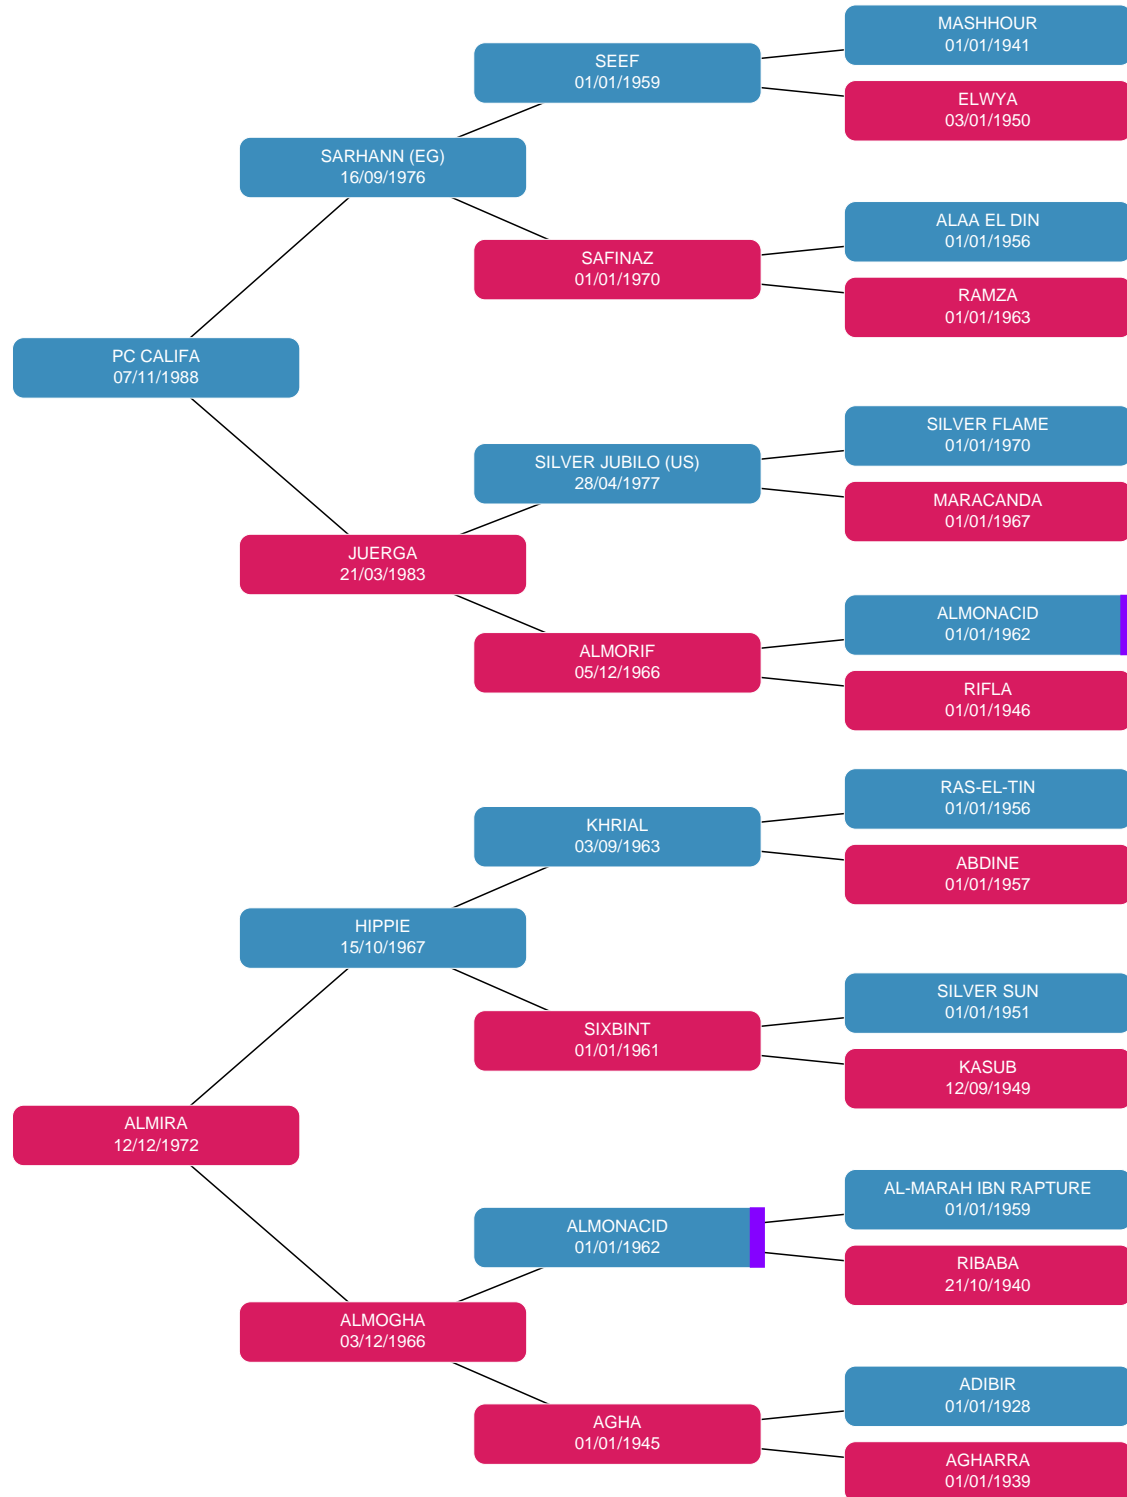 MASHHOUR
01/01/1941
SEEF
01/01/1959
ELWYA
03/01/1950
SARHANN (EG)
16/09/1976
ALAA EL DIN
01/01/1956
SAFINAZ
01/01/1970
RAMZA
01/01/1963
PC CALIFA
07/11/1988
SILVER FLAME
01/01/1970
SILVER JUBILO (US)
28/04/1977
MARACANDA
01/01/1967
JUERGA
21/03/1983
ALMONACID
01/01/1962
ALMORIF
05/12/1966
RIFLA
01/01/1946
RAS-EL-TIN
01/01/1956
KHRIAL
03/09/1963
ABDINE
01/01/1957
HIPPIE
15/10/1967
SILVER SUN
01/01/1951
SIXBINT
01/01/1961
KASUB
12/09/1949
ALMIRA
12/12/1972
AL-MARAH IBN RAPTURE
01/01/1959
ALMONACID
01/01/1962
RIBABA
21/10/1940
ALMOGHA
03/12/1966
ADIBIR
01/01/1928
AGHA
01/01/1945
AGHARRA
01/01/1939